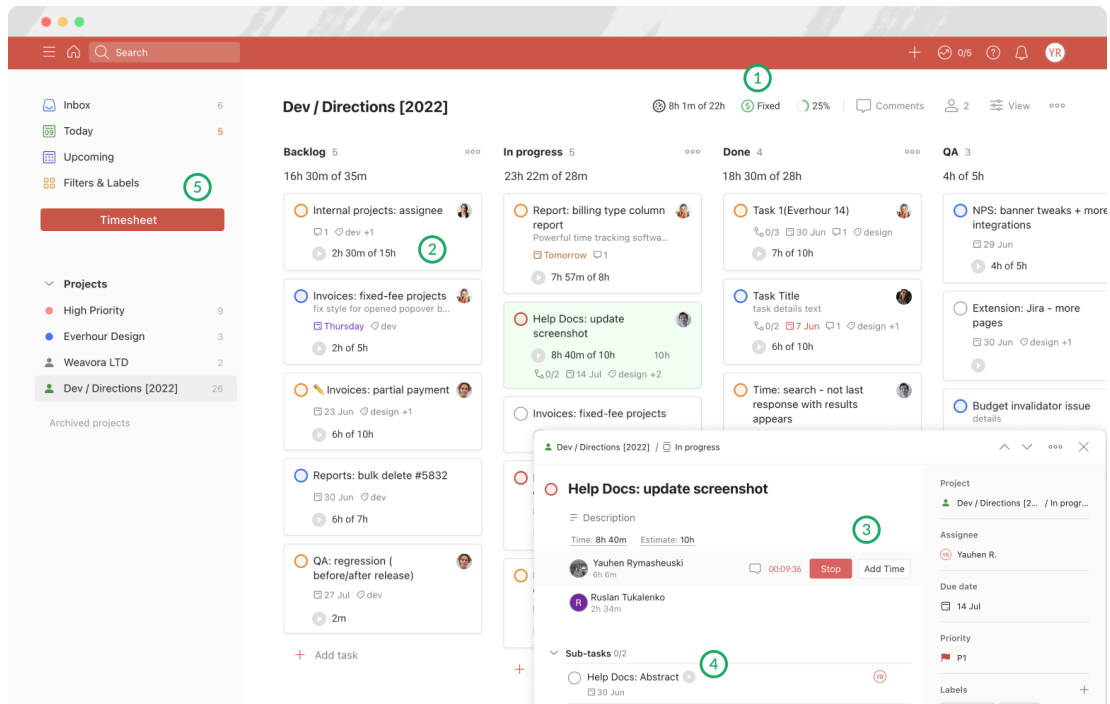 Search
0/5
YR
1
Inbox 6
Today 5
Upcoming
Filters & Labels
5
Timesheet
Projects
High Priority 9
Everhour Design 3
Weavora LTD 2
Dev / Directions [2022] 26
Archived projects
Dev / Directions [2022]
8h 1m of 22h
Fixed
25%
Comments
2
View
Backlog 5
16h 30m of 35m
Internal projects: assignee
1 dev +1
2h 30m of 15h
2
Invoices: fixed-fee projects
fix style for opened popover b...
Thursday dev
2h of 5h
Invoices: partial payment
23 Jun design +1
6h of 10h
Reports: bulk delete #5832
30 Jun dev
6h of 7h
QA: regression (
before/after release)
27 Jul dev
2m
Add task
In progress 5
23h 22m of 28m
Report: billing type column
report
Powerful time tracking softwa...
Tomorrow 1
7h 57m of 8h
Help Docs: update
screenshot
8h 40m of 10h 10h
0/2 14 Jul design +2
Invoices: fixed-fee projects
Done 4
18h 30m of 28h
Task 1(Everhour 14)
0/3 30 Jun 1 design
7h of 10h
Task Title
task details text
0/2 7 Jun 1 design +1
6h of 10h
Time: search - not last
response with results
appears
QA 3
4h of 5h
NPS: banner tweaks + more
integrations
29 Jun
4h of 5h
Extension: Jira - more
pages
30 Jun design +1
Budget invalidator issue
details
Dev / Directions [2022] / In progress
Help Docs: update screenshot
Description
3
Time: 8h 40m Estimate: 10h
Yauhen Rymasheuski
6h 6m
00:09:36
Stop
Add Time
R
Ruslan Tukalenko
2h 34m
Sub-tasks 0/2
4
Help Docs: Abstract
YR
30 Jun
Project
Dev / Directions [2... / In progr...
Assignee
YR Yauhen R.
Due date
14 Jul
Priority
P1
Labels